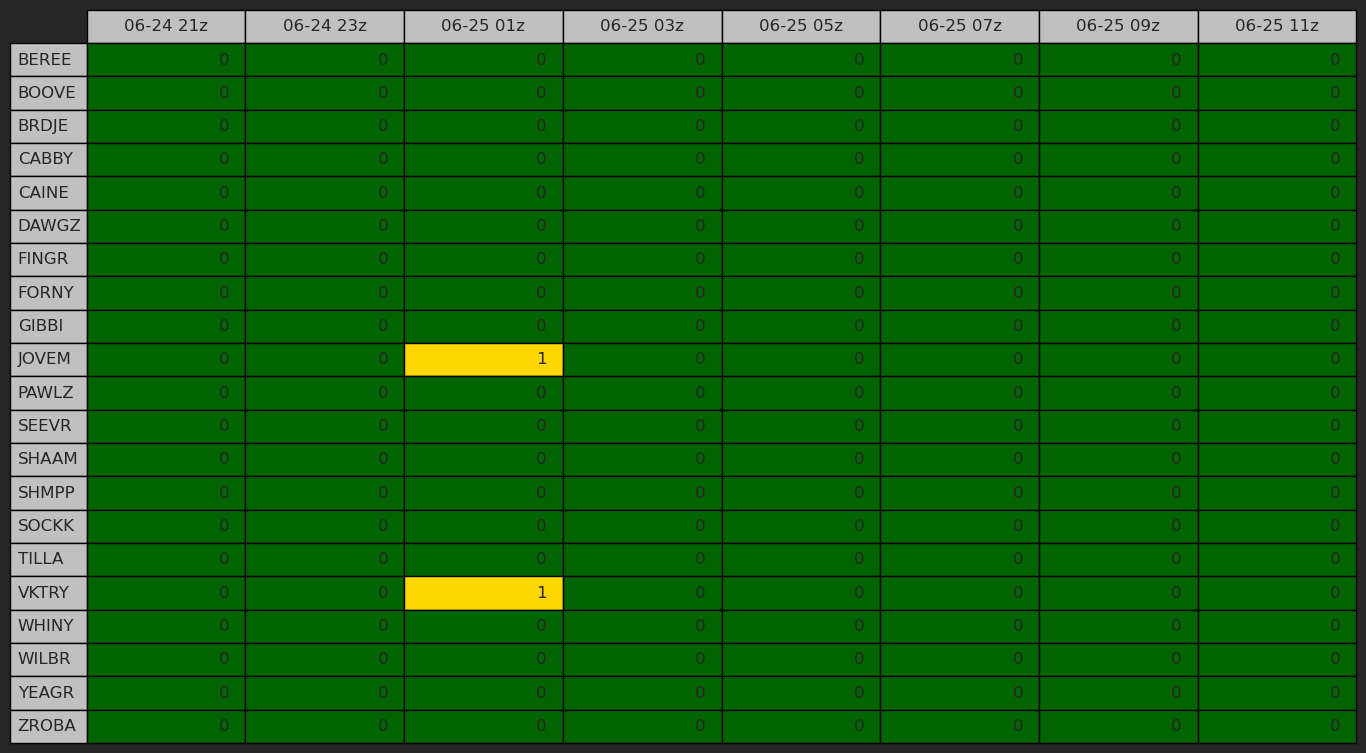 06-24 21z 06-24 23z 06-25 01z 06-25 03z 06-25 05z 06-25 07z 06-25 09z 06-25 11z
BEREE 0 0 0 0 0 0 0 0
BOOVE 0 0 0 0 0 0 0 0
BRDJE 0 0 0 0 0 0 0 0
CABBY 0 0 0 0 0 0 0 0
CAINE 0 0 0 0 0 0 0 0
DAWGZ 0 0 0 0 0 0 0 0
FINGR 0 0 0 0 0 0 0 0
FORNY 0 0 0 0 0 0 0 0
GIBBI 0 0 0 0 0 0 0 0
JOVEM 0 0 1 0 0 0 0 0
PAWLZ 0 0 0 0 0 0 0 0
SEEVR 0 0 0 0 0 0 0 0
SHAAM 0 0 0 0 0 0 0 0
SHMPP 0 0 0 0 0 0 0 0
SOCKK 0 0 0 0 0 0 0 0
TILLA 0 0 0 0 0 0 0 0
VKTRY 0 0 1 0 0 0 0 0
WHINY 0 0 0 0 0 0 0 0
WILBR 0 0 0 0 0 0 0 0
YEAGR 0 0 0 0 0 0 0 0
ZROBA 0 0 0 0 0 0 0 0